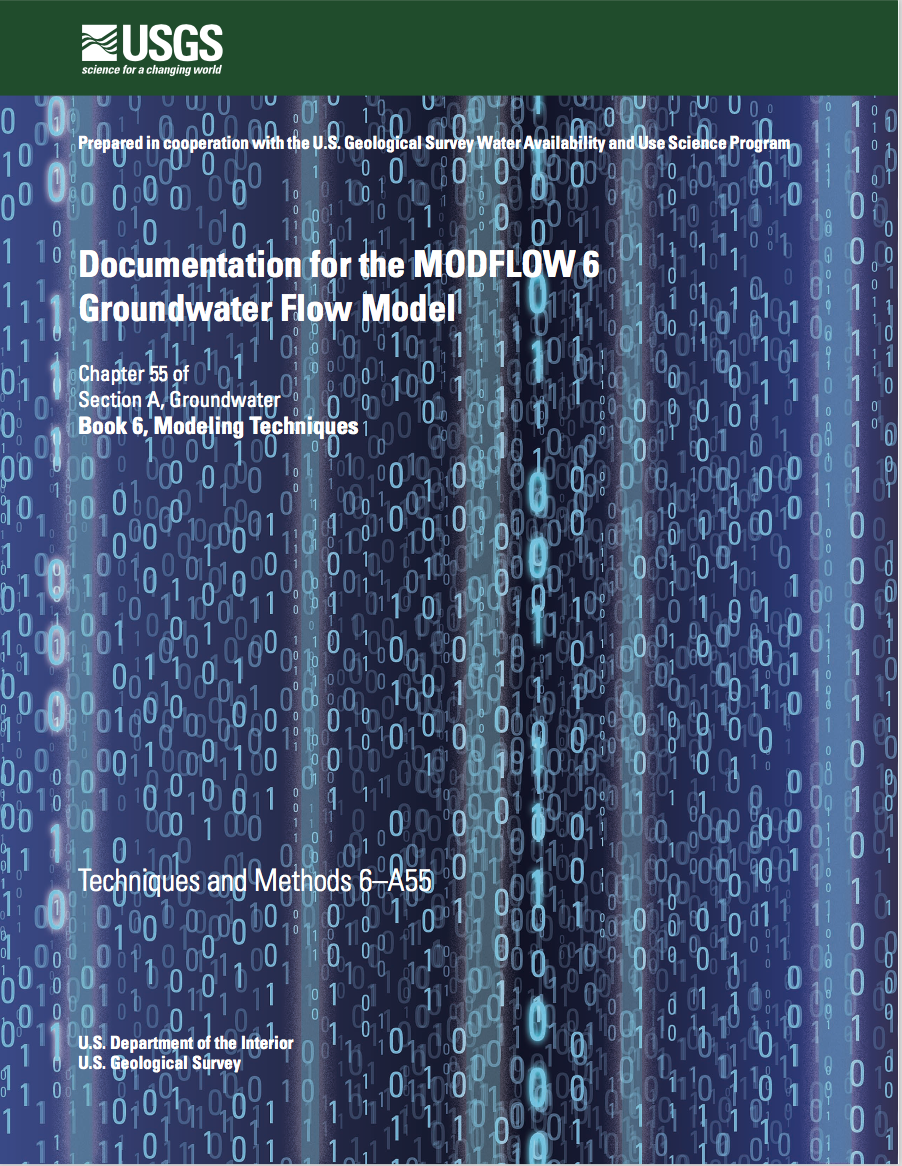 USGS
science for a changing world
Prepared in cooperation with the U.S. Geological Survey Water Availability and Use Science Program
Documentation for the MODFLOW 6
Groundwater Flow Model
Chapter 55 of
Section A, Groundwater
Book 6, Modeling Techniques
Techniques and Methods 6–A55
U.S. Department of the Interior
U.S. Geological Survey